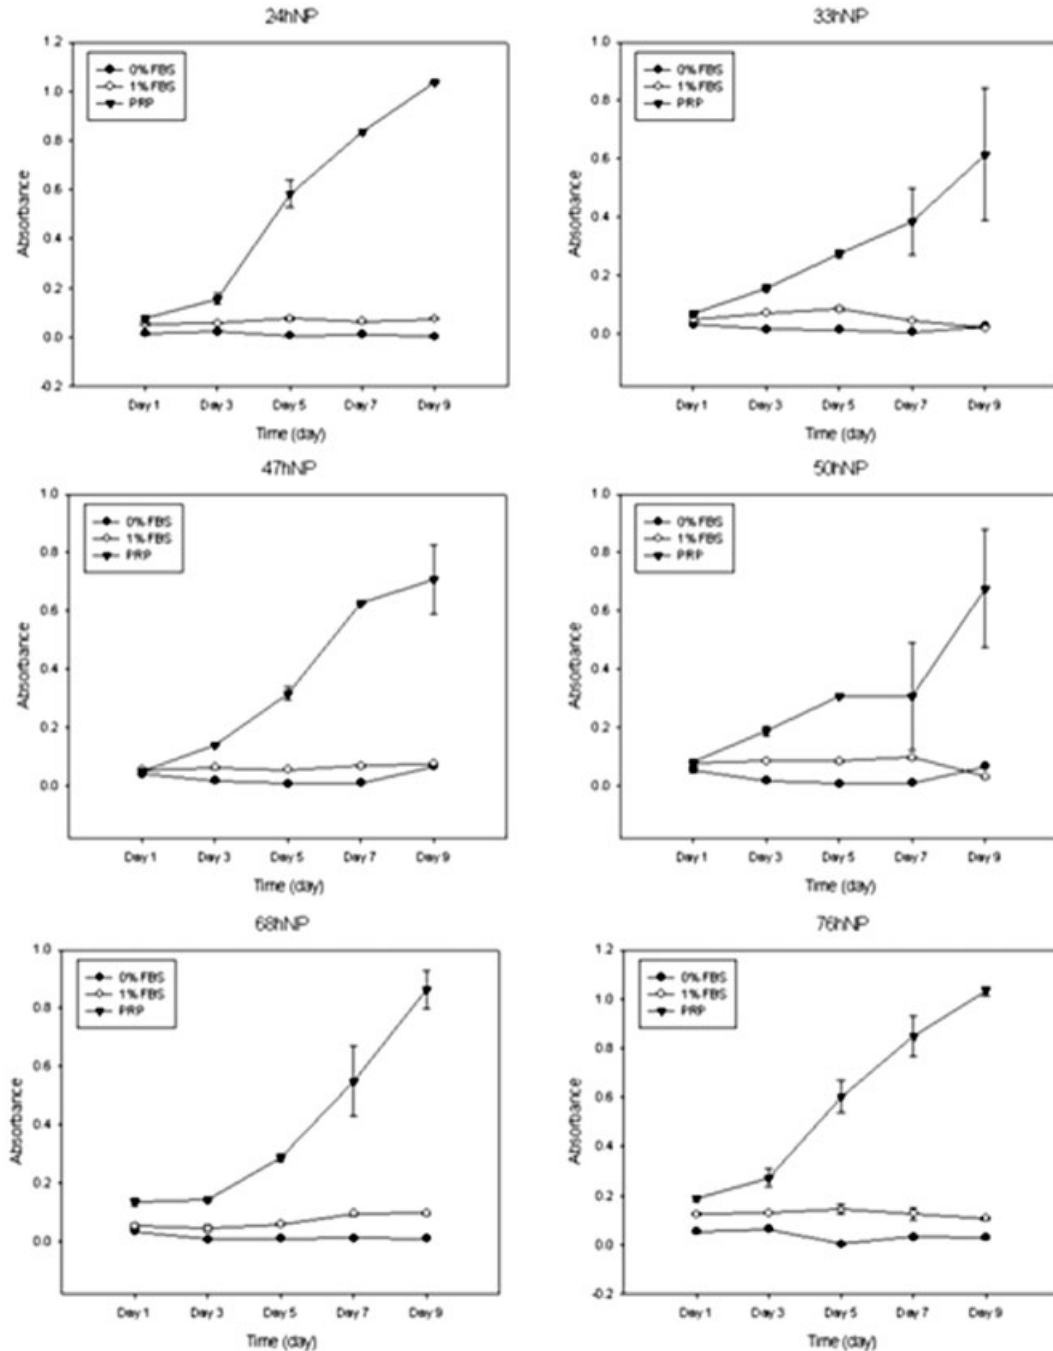 24hNP
1.2
1.0
0.8
0.6
0.4
0.2
0.0
-0.2
Absorbance
0% FBS
1% FBS
PRP
Day 1 Day 3 Day 5 Day 7 Day 9
Time (day)
33hNP
1.0
0.8
0.6
0.4
0.2
0.0
Absorbance
0% FBS
1% FBS
PRP
Day 1 Day 3 Day 5 Day 7 Day 9
Time (day)
47hNP
1.0
0.8
0.6
0.4
0.2
0.0
Absorbance
0% FBS
1% FBS
PRP
Day 1 Day 3 Day 5 Day 7 Day 9
Time (day)
50hNP
1.0
0.8
0.6
0.4
0.2
0.0
Absorbance
0% FBS
1% FBS
PRP
Day 1 Day 3 Day 5 Day 7 Day 9
Time (day)
68hNP
1.0
0.8
0.6
0.4
0.2
0.0
Absorbance
0% FBS
1% FBS
PRP
Day 1 Day 3 Day 5 Day 7 Day 9
Time (day)
76hNP
1.2
1.0
0.8
0.6
0.4
0.2
0.0
-0.2
Absorbance
0% FBS
1% FBS
PRP
Day 1 Day 3 Day 5 Day 7 Day 9
Time (day)